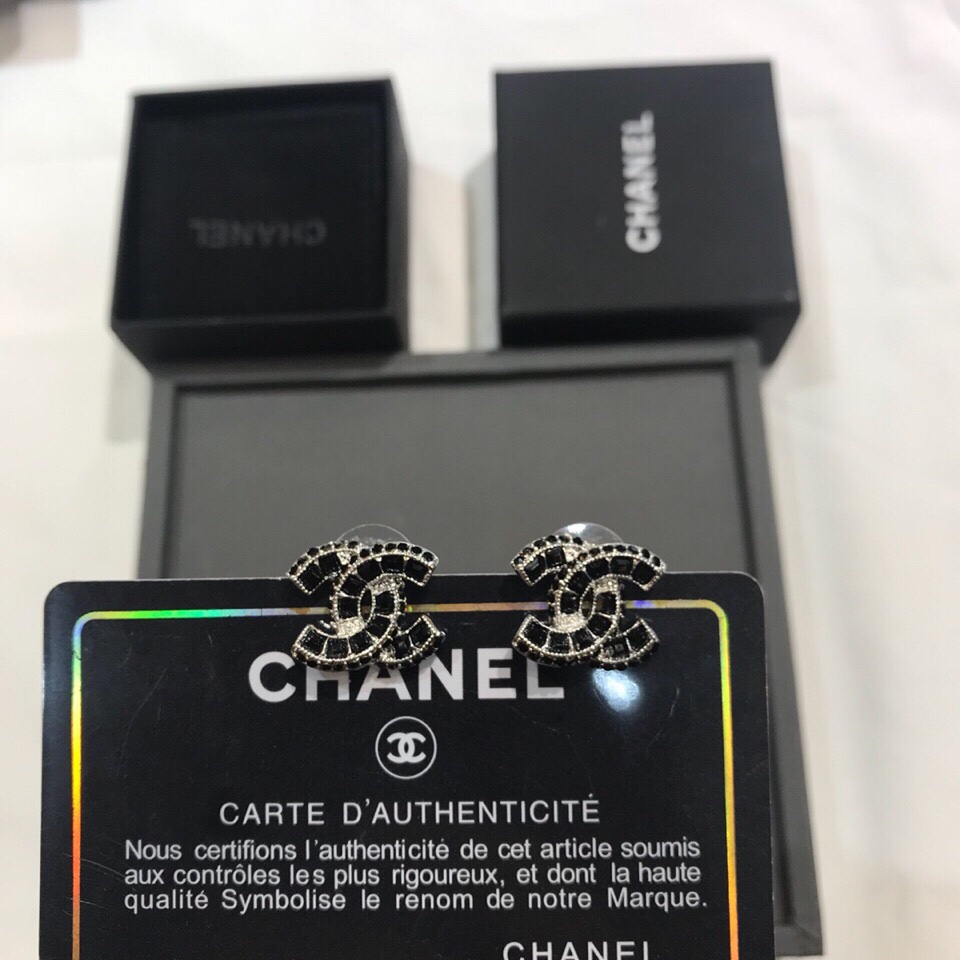 CHANEL
CHANEL
CHANEL
CARTE D'AUTHENTICITÉ
Nous certifions l'authenticité de cet article soumis
aux contrôles les plus rigoureux, et dont la haute
qualité Symbolise le renom de notre Marque.
CHANEL